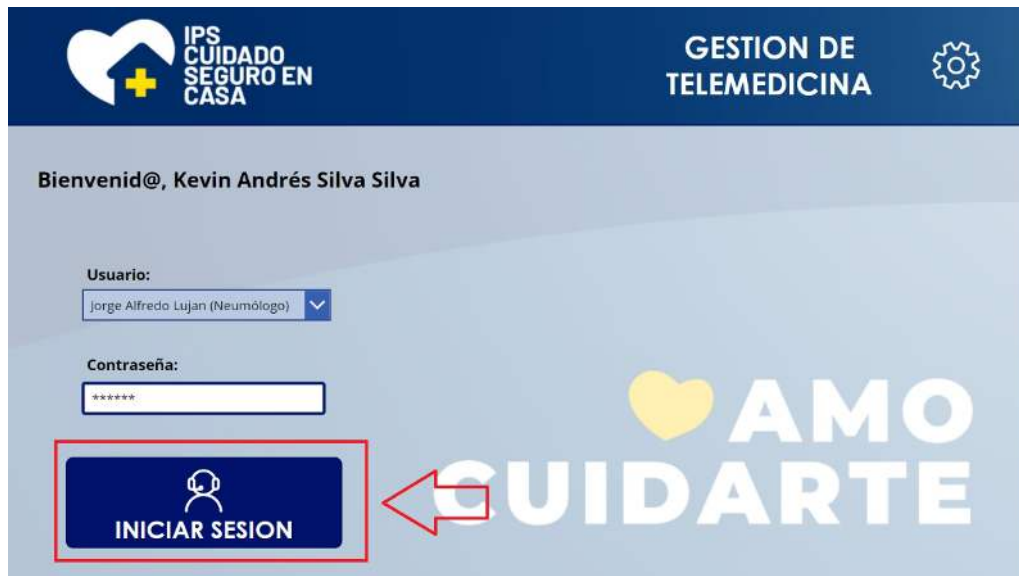 IPS
CUIDADO
SEGURO EN
CASA
GESTION DE
TELEMEDICINA
Bienvenid@, Kevin Andrés Silva Silva
Usuario:
Jorge Alfredo Lujan (Neumólogo)
Contraseña:
******
INICIAR SESION
AMO
CUIDARTE